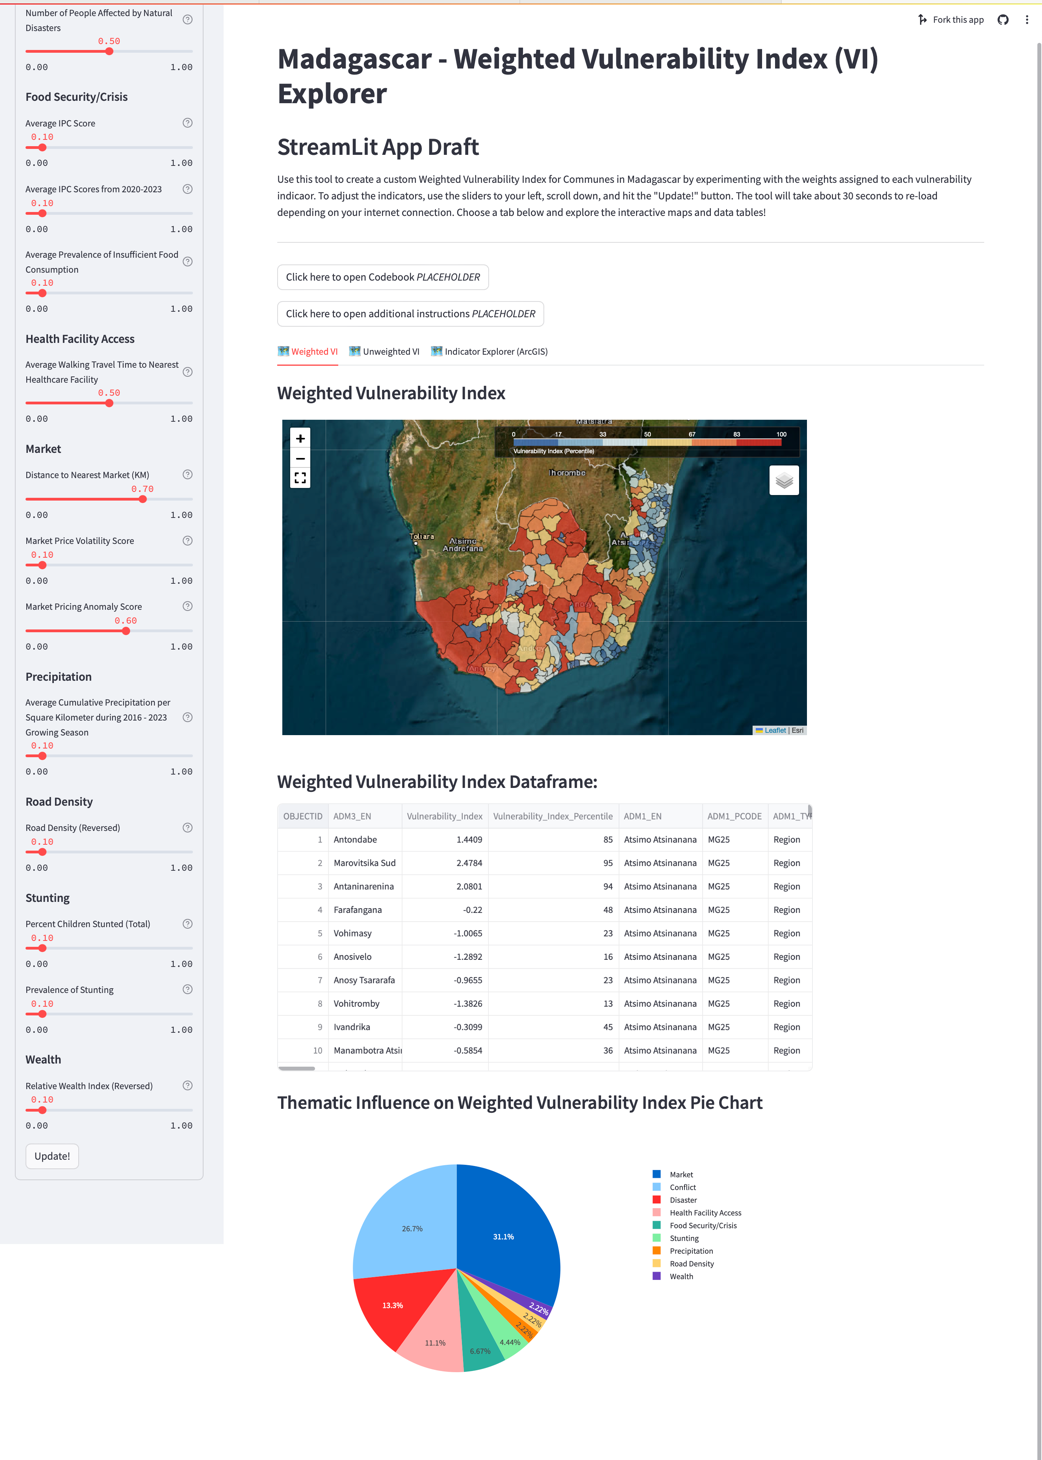 Number of People Affected by Natural
Disasters
0.50
0.00 1.00
Food Security/Crisis
Average IPC Score
0.10
0.00 1.00
Average IPC Scores from 2020-2023
0.10
0.00 1.00
Average Prevalence of Insufficient Food
Consumption
0.10
0.00 1.00
Health Facility Access
Average Walking Travel Time to Nearest
Healthcare Facility
0.50
0.00 1.00
Market
Distance to Nearest Market (KM)
0.70
0.00 1.00
Market Price Volatility Score
0.10
0.00 1.00
Market Pricing Anomaly Score
0.60
0.00 1.00
Precipitation
Average Cumulative Precipitation per
Square Kilometer during 2016 - 2023
Growing Season
0.10
0.00 1.00
Road Density
Road Density (Reversed)
0.10
0.00 1.00
Stunting
Percent Children Stunted (Total)
0.10
0.00 1.00
Prevalence of Stunting
0.10
0.00 1.00
Wealth
Relative Wealth Index (Reversed)
0.10
0.00 1.00
Update!
Fork this app
Madagascar - Weighted Vulnerability Index (VI)
Explorer
StreamLit App Draft
Use this tool to create a custom Weighted Vulnerability Index for Communes in Madagascar by experimenting with the weights assigned to each vulnerability
indicaor. To adjust the indicators, use the sliders to your left, scroll down, and hit the "Update!" button. The tool will take about 30 seconds to re-load
depending on your internet connection. Choose a tab below and explore the interactive maps and data tables!
Click here to open Codebook PLACEHOLDER
Click here to open additional instructions PLACEHOLDER
Weighted VI Unweighted VI Indicator Explorer (ArcGIS)
Weighted Vulnerability Index
+
−
0 17 33 50 67 83 100
Vulnerability Index (Percentile)
Ihorombe
Toliara
Atsimo
Andrefana
Leaflet | Esri
Weighted Vulnerability Index Dataframe:
OBJECTID ADM3_EN Vulnerability_Index Vulnerability_Index_Percentile ADM1_EN ADM1_PCODE ADM1_TY
1 Antondabe 1.4409 85 Atsimo Atsinanana MG25 Region
2 Marovitsika Sud 2.4784 95 Atsimo Atsinanana MG25 Region
3 Antaninarenina 2.0801 94 Atsimo Atsinanana MG25 Region
4 Farafangana -0.22 48 Atsimo Atsinanana MG25 Region
5 Vohimasy -1.0065 23 Atsimo Atsinanana MG25 Region
6 Anosivelo -1.2892 16 Atsimo Atsinanana MG25 Region
7 Anosy Tsararafa -0.9655 23 Atsimo Atsinanana MG25 Region
8 Vohitromby -1.3826 13 Atsimo Atsinanana MG25 Region
9 Ivandrika -0.3099 45 Atsimo Atsinanana MG25 Region
10 Manambotra Atsi -0.5854 36 Atsimo Atsinanana MG25 Region
Thematic Influence on Weighted Vulnerability Index Pie Chart
31.1%
26.7%
13.3%
11.1%
6.67%
4.44%
2.22%
2.22%
2.22%
Market
Conflict
Disaster
Health Facility Access
Food Security/Crisis
Stunting
Precipitation
Road Density
Wealth